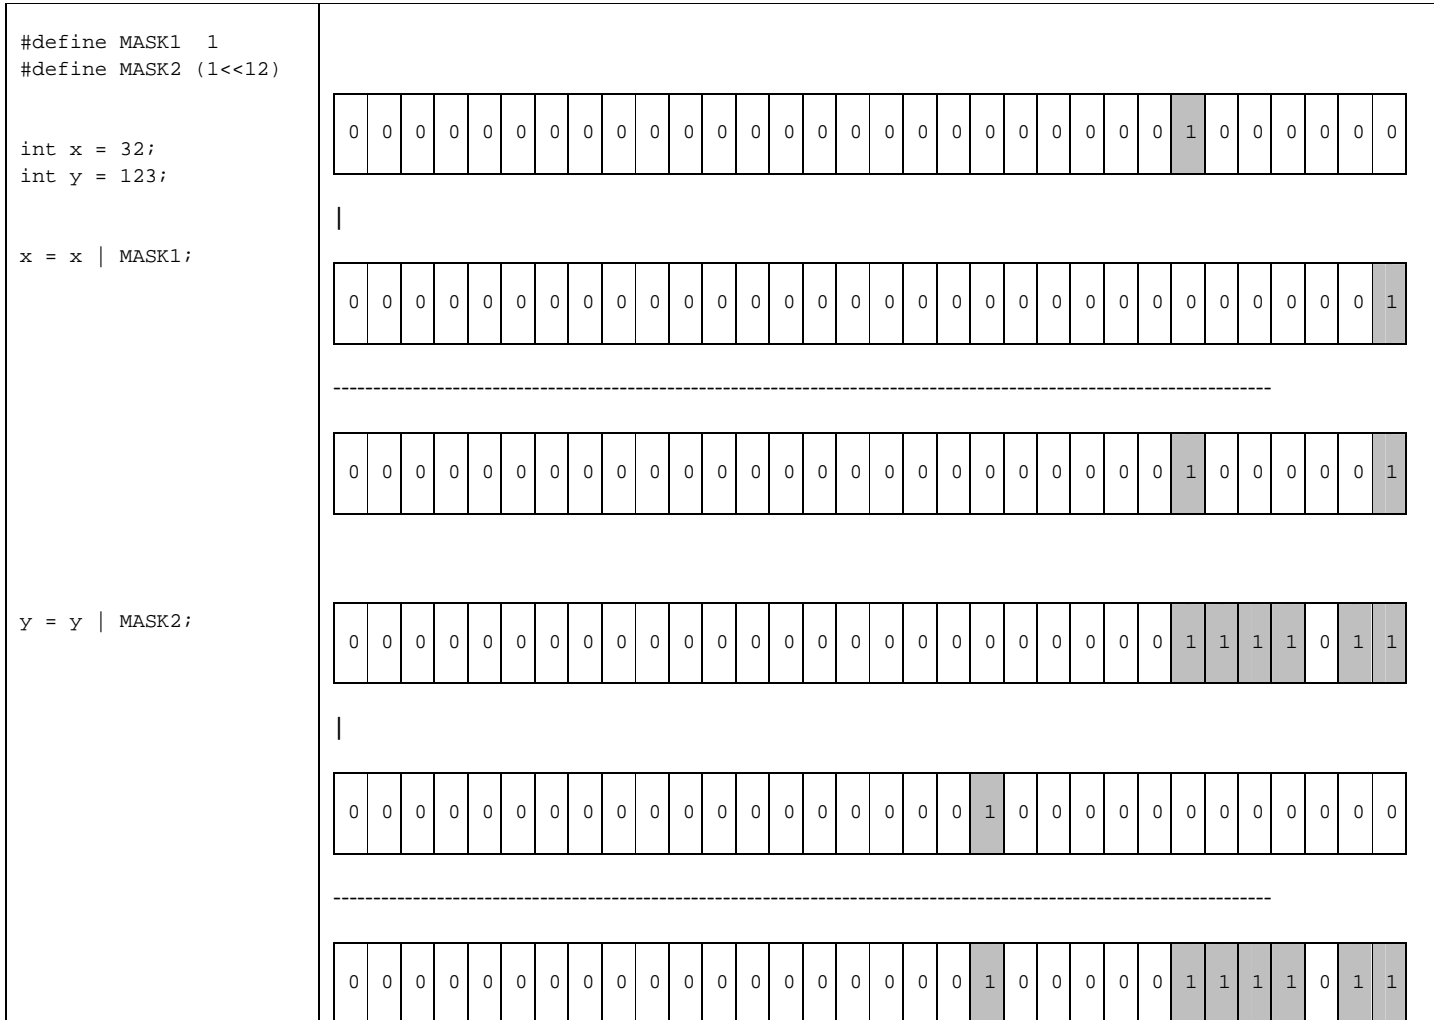 #define MASK1 1
#define MASK2 (1<<12)
int x = 32;
int y = 123;
x = x | MASK1;
0 0 0 0 0 0 0 0 0 0 0 0 0 0 0 0 0 0 0 0 0 0 0 0 0 1 0 0 0 0 0 0
|
0 0 0 0 0 0 0 0 0 0 0 0 0 0 0 0 0 0 0 0 0 0 0 0 0 0 0 0 0 0 0 1
---------------------------------------------------------------------------------------------------------------------
0 0 0 0 0 0 0 0 0 0 0 0 0 0 0 0 0 0 0 0 0 0 0 0 0 1 0 0 0 0 0 1
y = y | MASK2;
0 0 0 0 0 0 0 0 0 0 0 0 0 0 0 0 0 0 0 0 0 0 0 0 0 1 1 1 1 0 1 1
|
0 0 0 0 0 0 0 0 0 0 0 0 0 0 0 0 0 0 0 1 0 0 0 0 0 0 0 0 0 0 0 0
---------------------------------------------------------------------------------------------------------------------
0 0 0 0 0 0 0 0 0 0 0 0 0 0 0 0 0 0 0 1 0 0 0 0 0 1 1 1 1 0 1 1